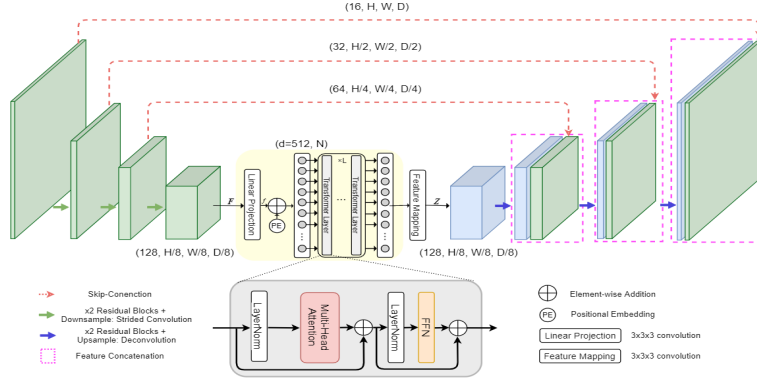 (16, H, W, D)
(32, H/2, W/2, D/2)
(64, H/4, W/4, D/4)
(d=512, N)
×L
F
Linear Projection
f
PE
Transformer Layer
...
Transformer Layer
Feature Mapping
Z
(128, H/8, W/8, D/8)
(128, H/8, W/8, D/8)
LayerNorm
Multi-Head
Attention
LayerNorm
FFN
Skip-Conenction
x2 Residual Blocks +
Downsample: Strided Convolution
x2 Residual Blocks +
Upsample: Deconvolution
Feature Concatenation
Element-wise Addition
PE
Positional Embedding
Linear Projection
3x3x3 convolution
Feature Mapping
3x3x3 convolution